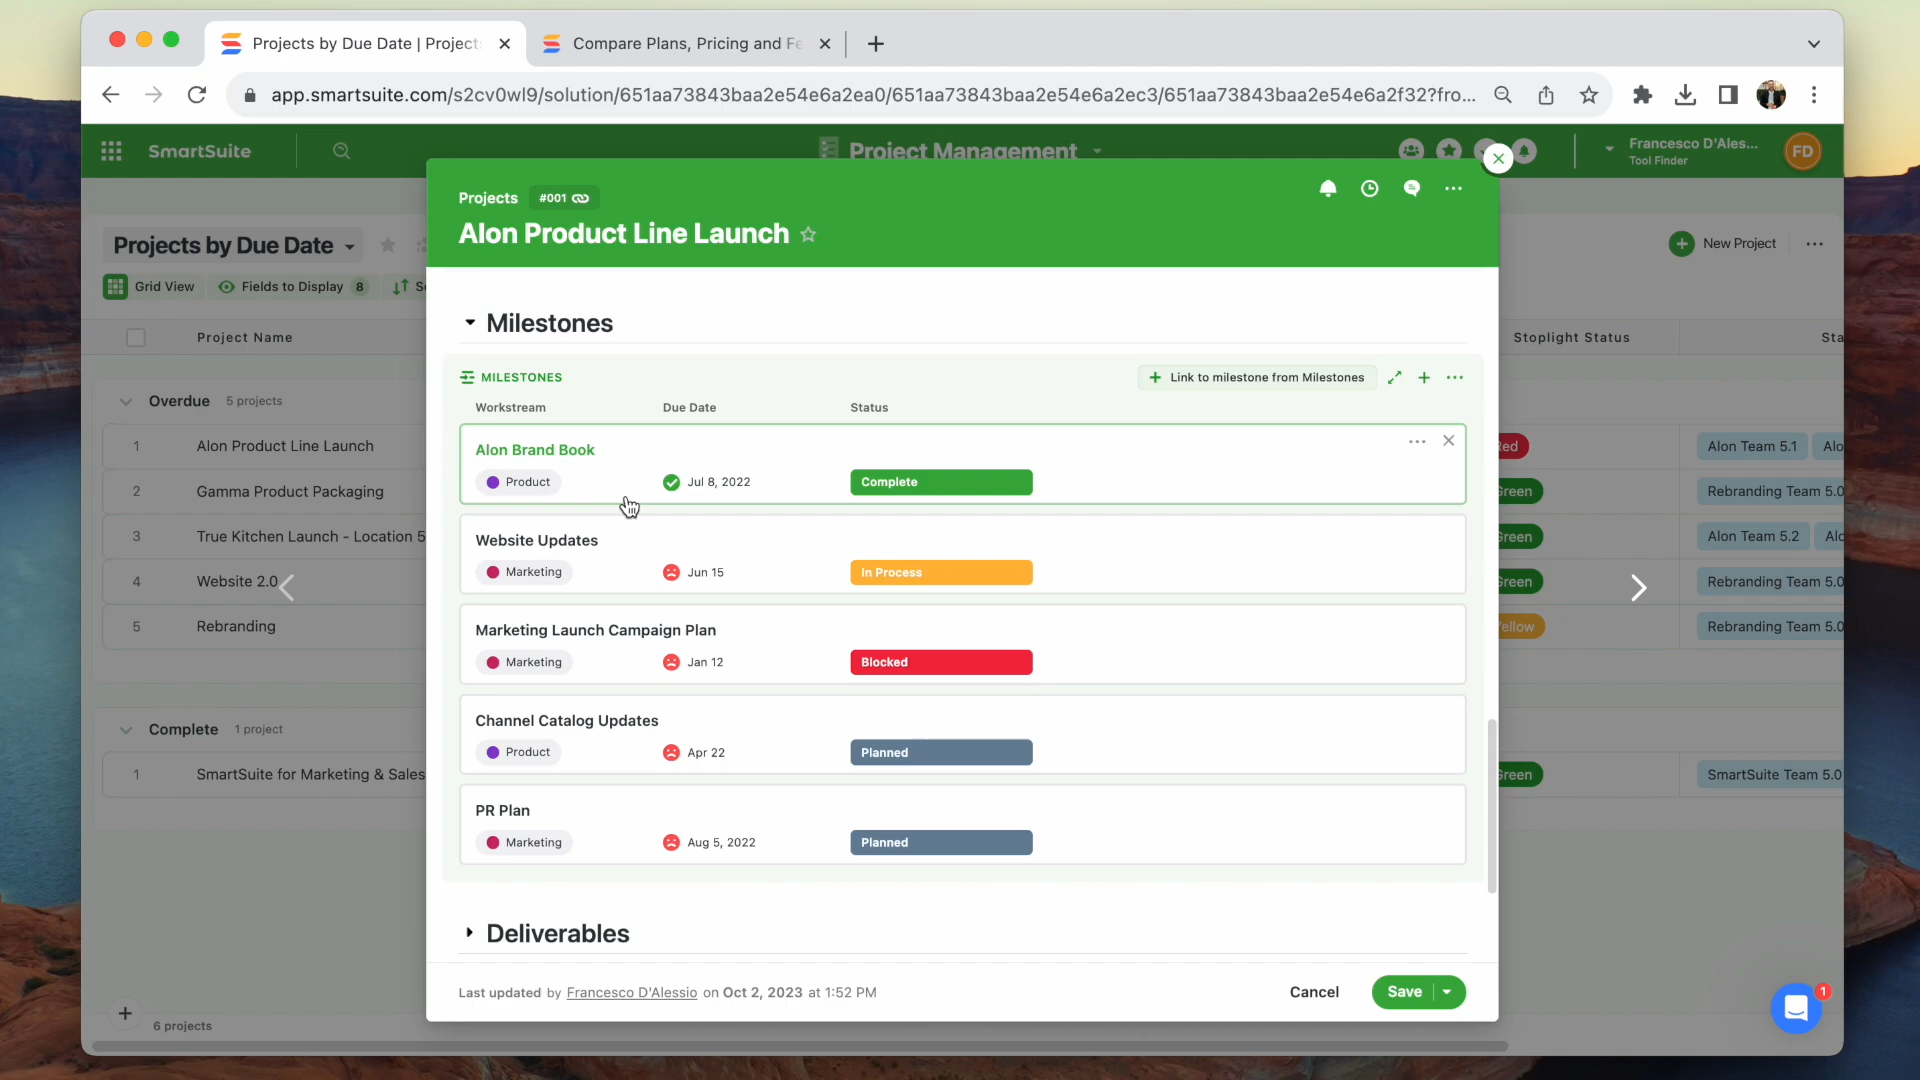 Projects by Due Date | Project
Compare Plans, Pricing and Fe
app.smartsuite.com/s2cv0wl9/solution/651aa73843baa2e54e6a2ea0/651aa73843baa2e54e6a2ec3/651aa73843baa2e54e6a2f32?fro...
SmartSuite
Project Management
Francesco D'Ales...
Tool Finder
FD
Projects
#001
Alon Product Line Launch
Projects by Due Date
New Project
Grid View
Fields to Display 8
Project Name
Stoplight Status
Milestones
MILESTONES
Link to milestone from Milestones
Workstream Due Date Status
Overdue 5 projects
1 Alon Product Line Launch
Alon Team 5.1
2 Gamma Product Packaging
Rebranding Team 5.0
3 True Kitchen Launch - Location 5
Alon Team 5.2
4 Website 2.0
Rebranding Team 5.0
5 Rebranding
Rebranding Team 5.0
Alon Brand Book
Product Jul 8, 2022 Complete
Website Updates
Marketing Jun 15 In Process
Marketing Launch Campaign Plan
Marketing Jan 12 Blocked
Channel Catalog Updates
Product Apr 22 Planned
PR Plan
Marketing Aug 5, 2022 Planned
Complete 1 project
1 SmartSuite for Marketing & Sales
SmartSuite Team 5.0
Deliverables
Last updated by Francesco D'Alessio on Oct 2, 2023 at 1:52 PM
Cancel
Save
6 projects
1